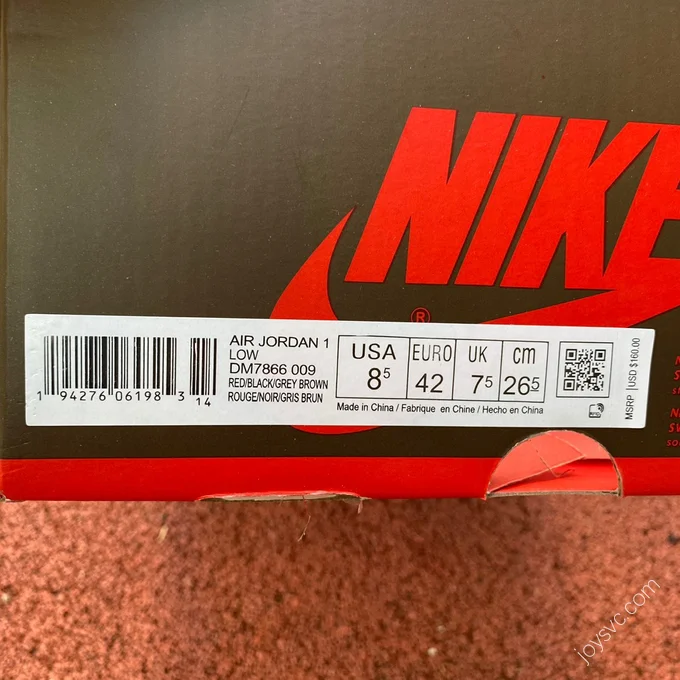 NIKE
®
AIR JORDAN 1
LOW
DM7866 009
RED/BLACK/GREY BROWN
ROUGE/NOIR/GRIS BRUN
1 94276 06198 3 14
USA
8 5
EURO
42
UK
7 5
cm
26 5
Made in China / Fabrique en Chine / Hecho en China
MSRP | USD $160.00
joysvc.com